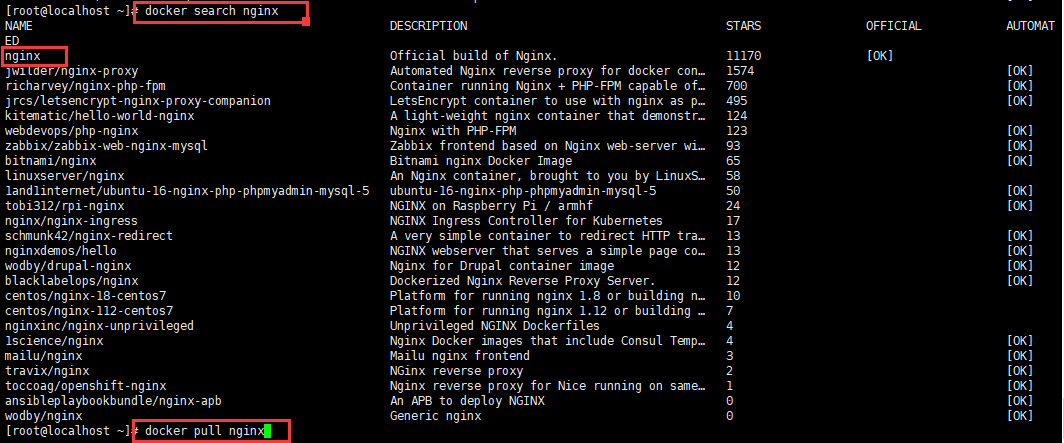 [root@localhost ~]# docker search nginx
NAME DESCRIPTION STARS OFFICIAL AUTOMAT
ED
nginx Official build of Nginx. 11170 [OK]
jwilder/nginx-proxy Automated Nginx reverse proxy for docker con… 1574 [OK]
richarvey/nginx-php-fpm Container running Nginx + PHP-FPM capable of… 700 [OK]
jrcs/letsencrypt-nginx-proxy-companion LetsEncrypt container to use with nginx as p… 495 [OK]
kitematic/hello-world-nginx A light-weight nginx container that demonstr… 124
webdevops/php-nginx Nginx with PHP-FPM 123 [OK]
zabbix/zabbix-web-nginx-mysql Zabbix frontend based on Nginx web-server wi… 93 [OK]
bitnami/nginx Bitnami nginx Docker Image 65 [OK]
linuxserver/nginx An Nginx container, brought to you by LinuxS… 58
1and1internet/ubuntu-16-nginx-php-phpmyadmin-mysql-5 ubuntu-16-nginx-php-phpmyadmin-mysql-5 50 [OK]
tobi312/rpi-nginx NGINX on Raspberry Pi / armhf 24 [OK]
nginx/nginx-ingress NGINX Ingress Controller for Kubernetes 17
schmunk42/nginx-redirect A very simple container to redirect HTTP tra… 13 [OK]
nginxdemos/hello NGINX webserver that serves a simple page co… 13 [OK]
wodby/drupal-nginx Nginx for Drupal container image 12 [OK]
blacklabelops/nginx Dockerized Nginx Reverse Proxy Server. 12 [OK]
centos/nginx-18-centos7 Platform for running nginx 1.8 or building n… 10
centos/nginx-112-centos7 Platform for running nginx 1.12 or building … 7
nginxinc/nginx-unprivileged Unprivileged NGINX Dockerfiles 4
1science/nginx Nginx Docker images that include Consul Temp… 4 [OK]
mailu/nginx Mailu nginx frontend 3 [OK]
travix/nginx NGinx reverse proxy 2 [OK]
toccoag/openshift-nginx Nginx reverse proxy for Nice running on same… 1 [OK]
ansibleplaybookbundle/nginx-apb An APB to deploy NGINX 0 [OK]
wodby/nginx Generic nginx 0 [OK]
[root@localhost ~]# docker pull nginx